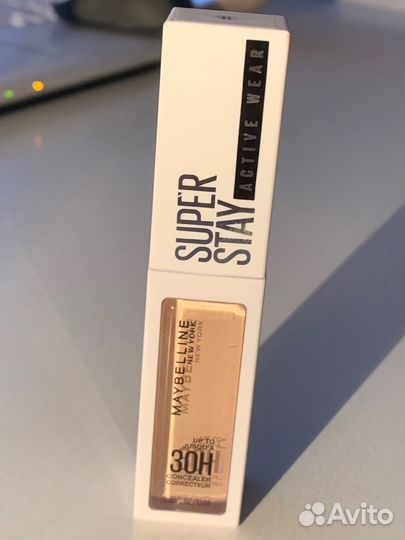 SUPER
STAY
ACTIVE WEAR
MAYBELLINE
NEW YORK
UP TO
JUSQU'A
30H
CONCEALER
CORRECTEUR
Avito